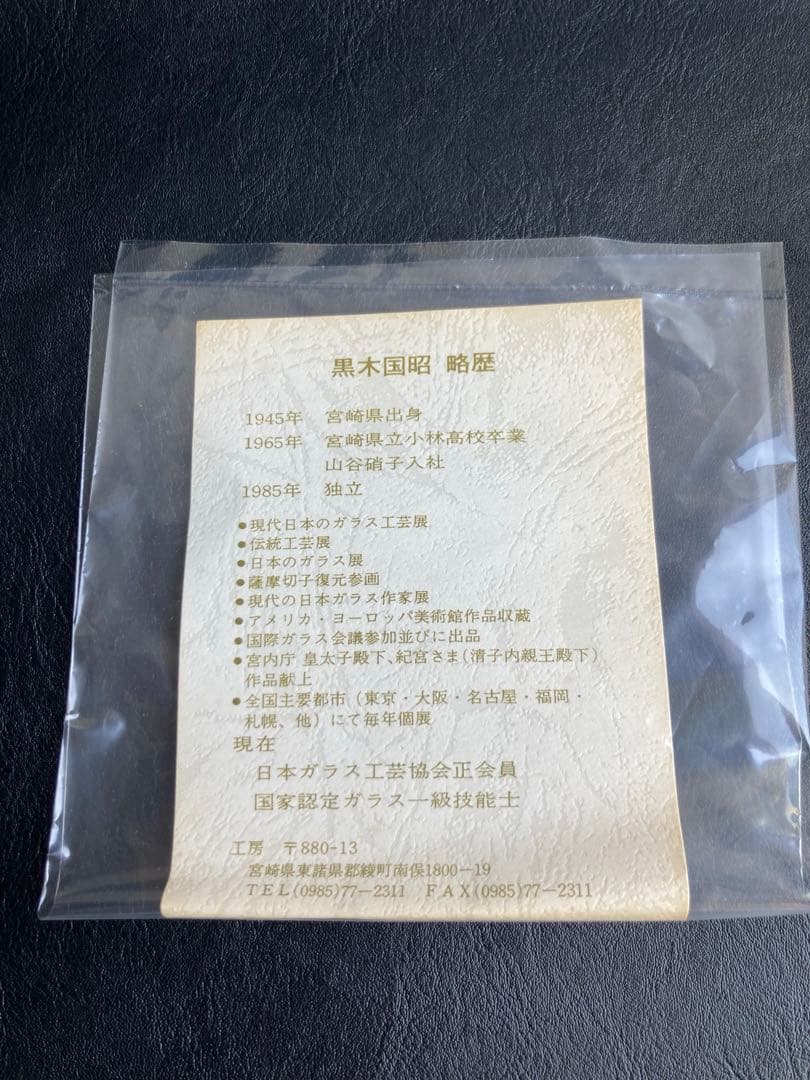 黒木国昭 略歴
1945年 宮崎県出身
1965年 宮崎県立小林高校卒業
山谷硝子入社
1985年 独立
●現代日本のガラス工芸展
●伝統工芸展
●日本のガラス展
●薩摩切子復元参画
●現代の日本ガラス作家展
●アメリカ・ヨーロッパ美術館作品収蔵
●国際ガラス会議参加並びに出品
●宮内庁 皇太子殿下、紀宮さま(清子内親王殿下)
作品献上
●全国主要都市(東京・大阪・名古屋・福岡・
札幌、他)にて毎年個展
現在
日本ガラス工芸協会正会員
国家認定ガラス一級技能士
工房 〒880-13
宮崎県東諸県郡綾町南俣1800-19
TEL(0985)77-2311 FAX(0985)77-2311